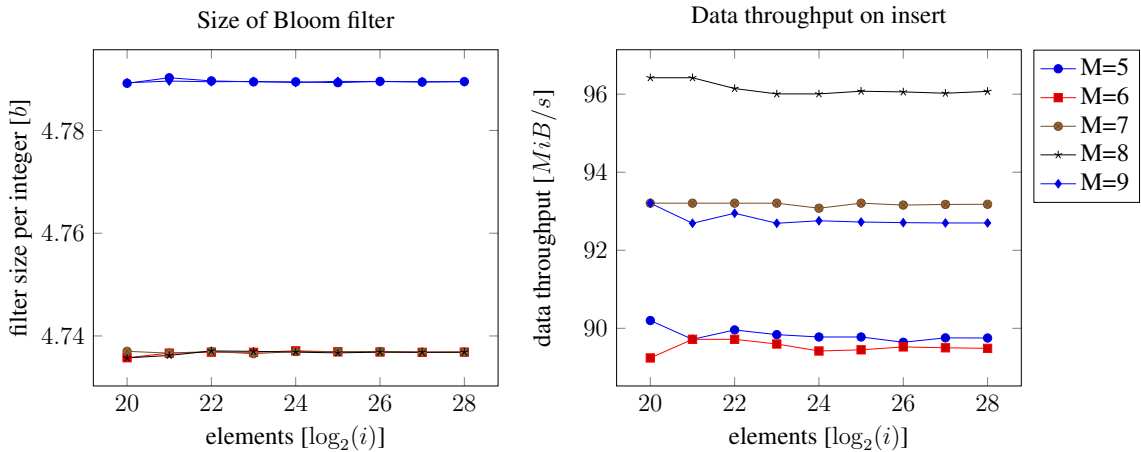 Size of Bloom filter
filter size per integer [b]
4.78
4.76
4.74
20 22 24 26 28
elements [log₂(i)]
Data throughput on insert
data throughput [MiB/s]
96
94
92
90
20 22 24 26 28
elements [log₂(i)]
M=5
M=6
M=7
M=8
M=9